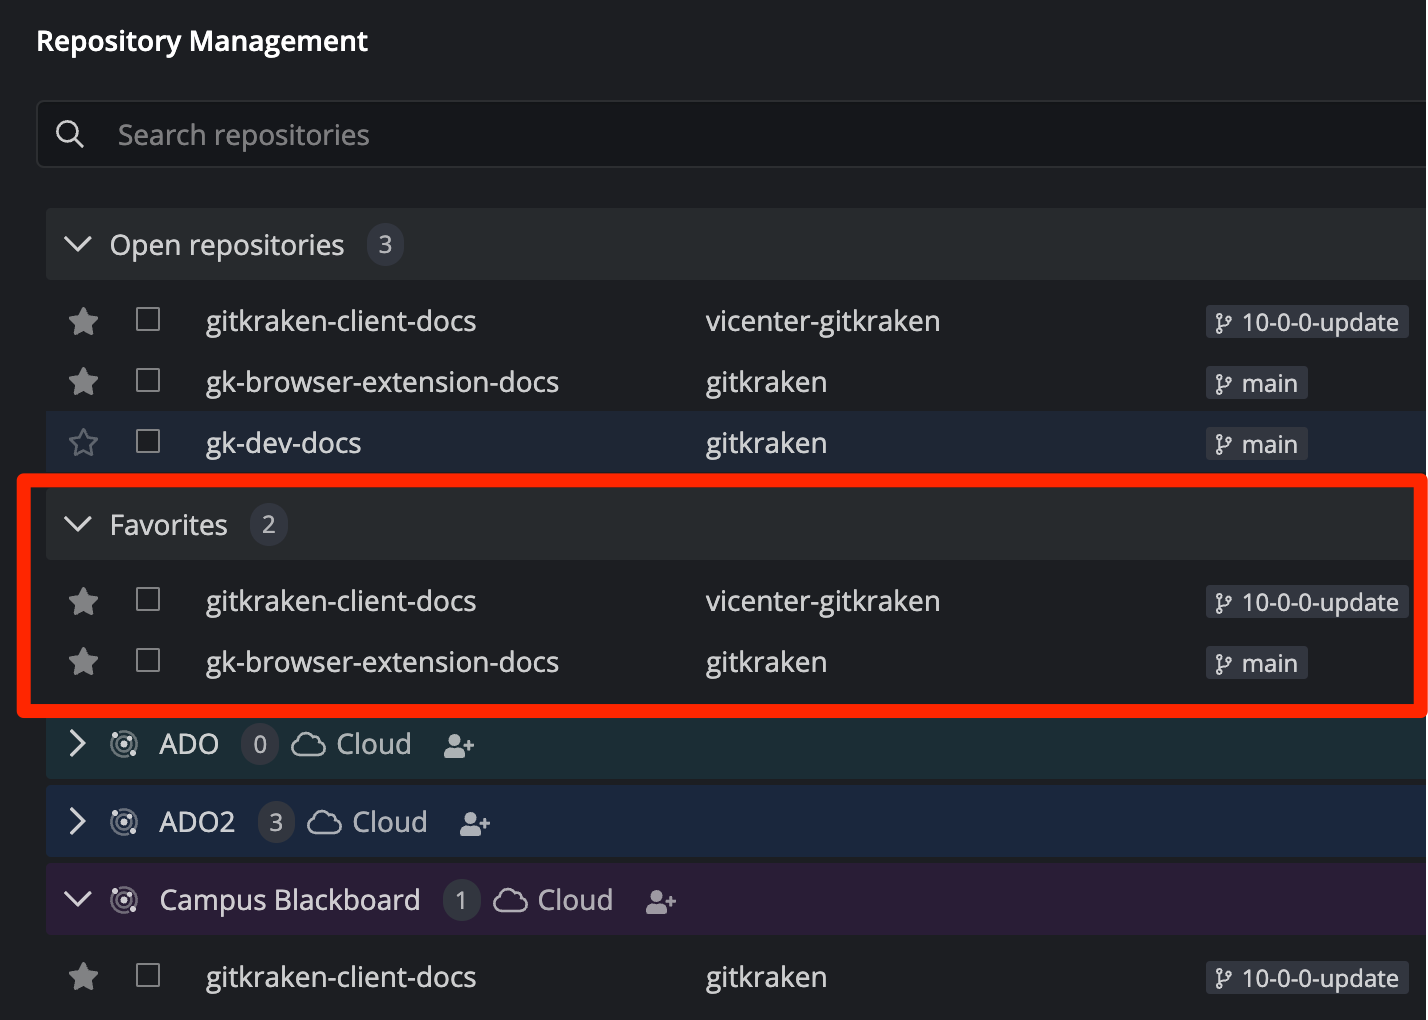 Repository Management
Search repositories
Open repositories 3
gitkraken-client-docs vicenter-gitkraken 10-0-0-update
gk-browser-extension-docs gitkraken main
gk-dev-docs gitkraken main
Favorites 2
gitkraken-client-docs vicenter-gitkraken 10-0-0-update
gk-browser-extension-docs gitkraken main
ADO 0 Cloud
ADO2 3 Cloud
Campus Blackboard 1 Cloud
gitkraken-client-docs gitkraken 10-0-0-update